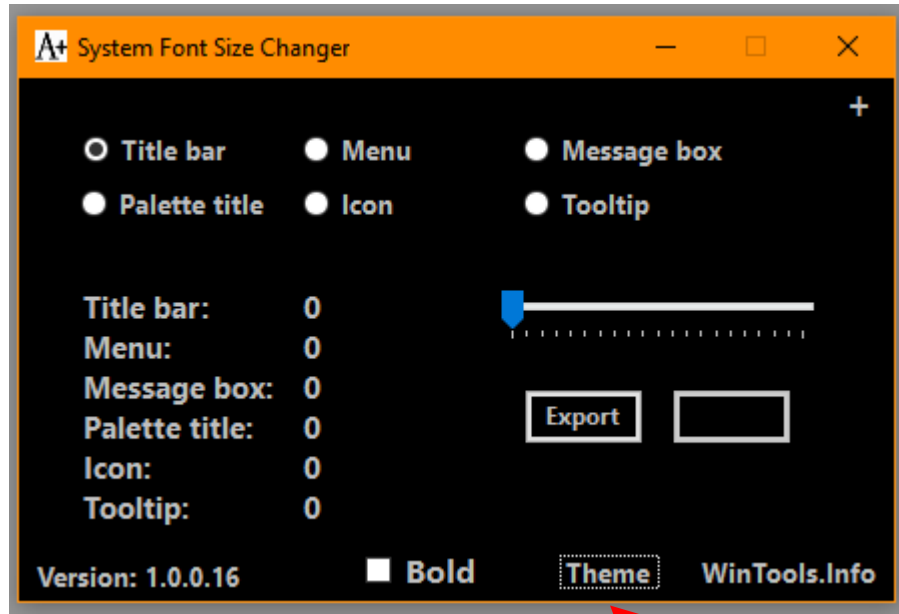 A+ System Font Size Changer
+
Title bar Menu Message box
Palette title Icon Tooltip
Title bar: 0
Menu: 0
Message box: 0
Palette title: 0
Icon: 0
Tooltip: 0
Export
Version: 1.0.0.16 Bold Theme WinTools.Info